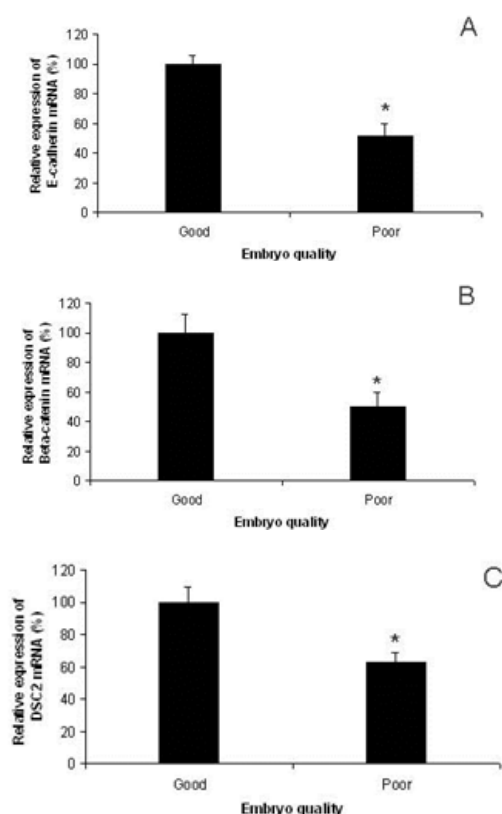 A
Relative expression of
E-cadherin mRNA (%)
120
100
80
60
40
20
0
*
Good
Poor
Embryo quality
B
Relative expression of
Beta-catenin mRNA (%)
120
100
80
60
40
20
0
*
Good
Poor
Embryo quality
C
Relative expression of
DSC2 mRNA (%)
120
100
80
60
40
20
0
*
Good
Poor
Embryo quality